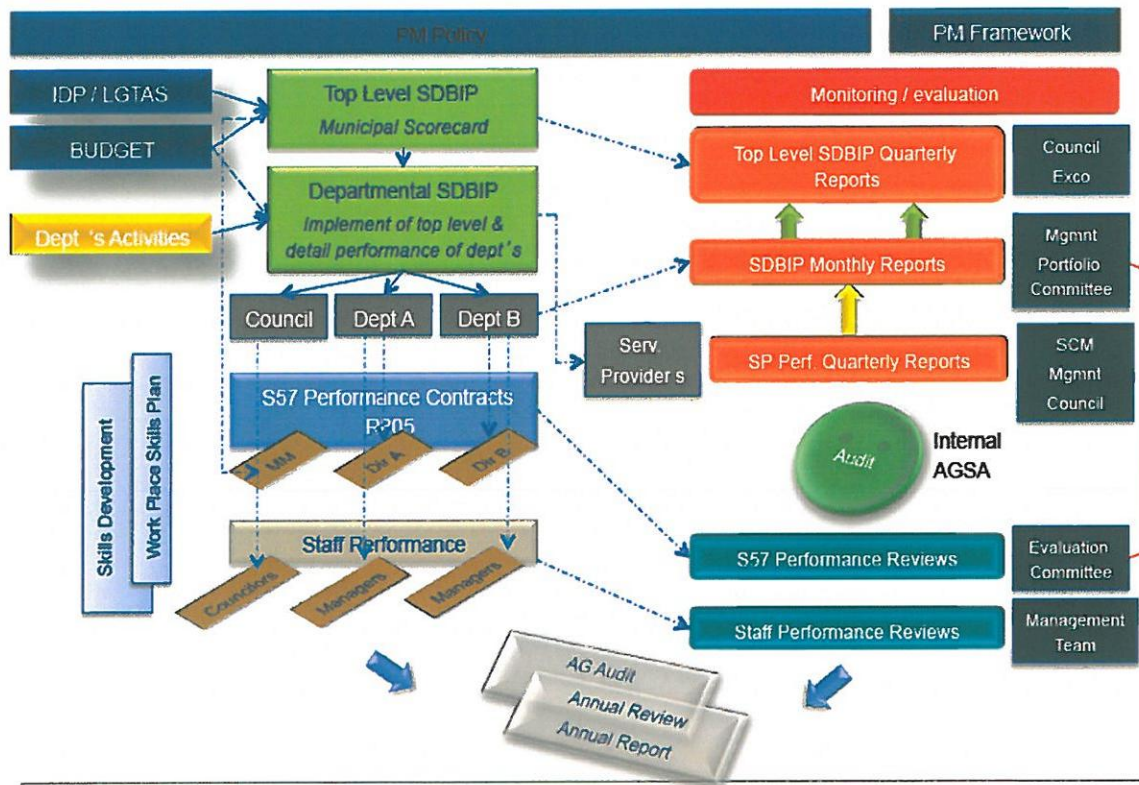 PM Policy
PM Framework
IDP / LGTAS
BUDGET
Dept 's Activities
Top Level SDBIP
Municipal Scorecard
Departmental SDBIP
Implement of top level &
detail performance of dept's
Council
Dept A
Dept B
Serv.
Provider s
S57 Performance Contracts
R805
MM
Dir A
Dir B
Skills Development
Work Place Skills Plan
Staff Performance
Councilors
Managers
Managers
Monitoring / evaluation
Top Level SDBIP Quarterly
Reports
Council
Exco
SDBIP Monthly Reports
Mgmnt
Portfolio
Committee
SP Perf. Quarterly Reports
SCM
Mgmnt
Council
Audit
Internal
AGSA
S57 Performance Reviews
Evaluation
Committee
Staff Performance Reviews
Management
Team
AG Audit
Annual Review
Annual Report